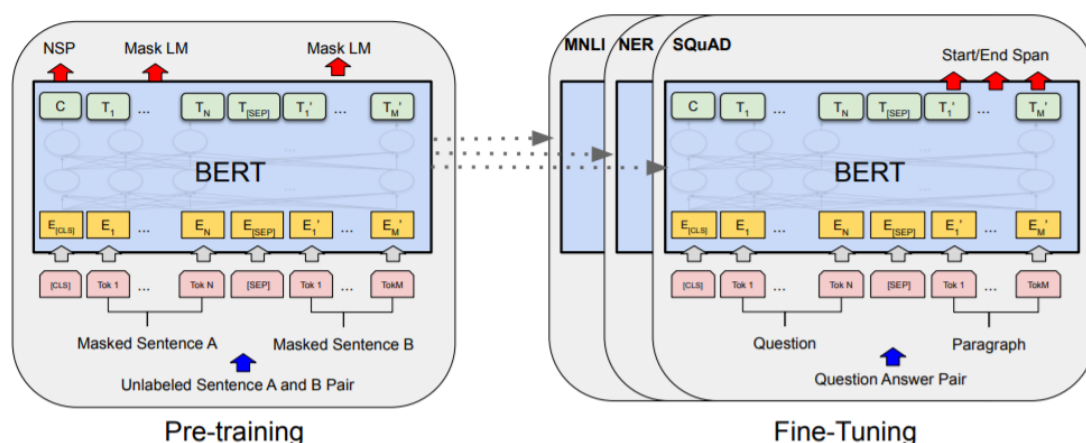 NSP Mask LM Mask LM
C T1 ... TN T[SEP] T1' ... TM'
...
BERT
...
E[CLS] E1 ... EN E[SEP] E1' ... EM'
[CLS] Tok 1 ... Tok N [SEP] Tok 1 ... TokM
Masked Sentence A Masked Sentence B
Unlabeled Sentence A and B Pair
Pre-training
MNLI NER SQuAD
Start/End Span
C T1 ... TN T[SEP] T1' ... TM'
...
BERT
...
E[CLS] E1 ... EN E[SEP] E1' ... EM'
[CLS] Tok 1 ... Tok N [SEP] Tok 1 ... TokM
Question Paragraph
Question Answer Pair
Fine-Tuning